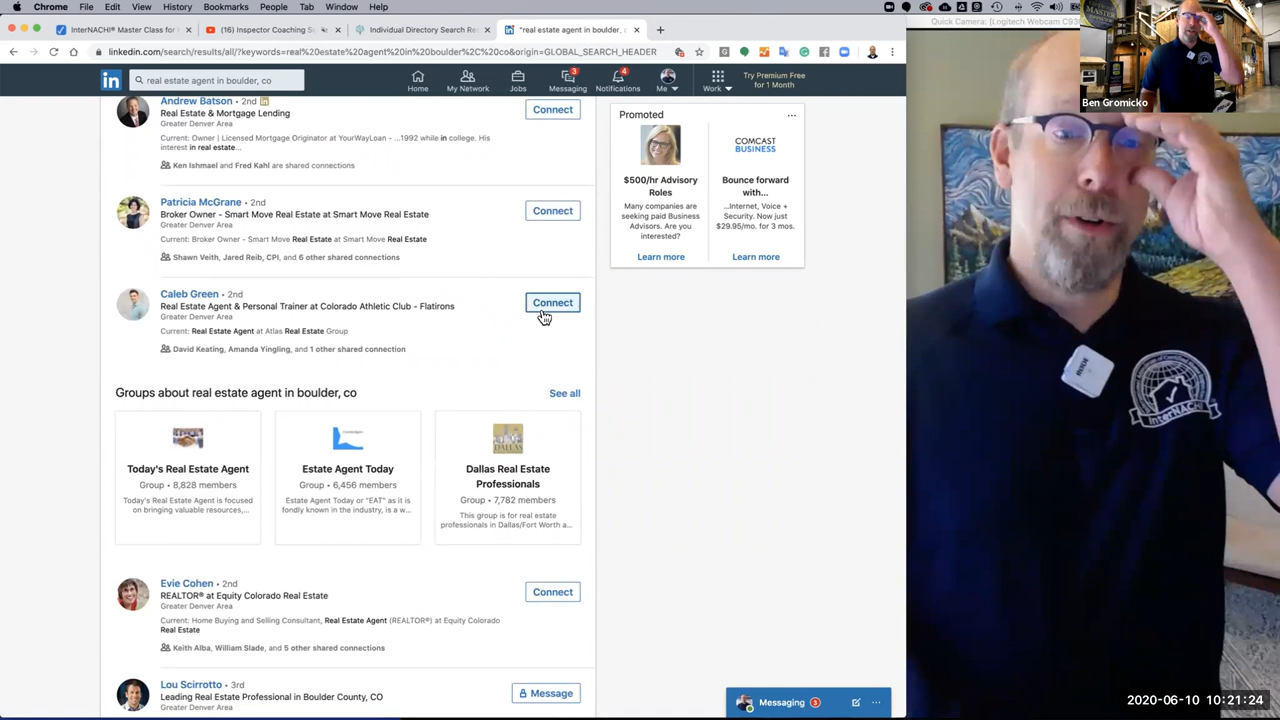 Chrome File Edit View History Bookmarks People Tab Window Help
InterNACHI® Master Class for
(16) Inspector Coaching S
Individual Directory Search Re
"real estate agent in boulder, c
linkedin.com/search/results/all/?keywords=real%20estate%20agent%20in%20boulder%2C%20co&origin=GLOBAL_SEARCH_HEADER
Quick Camera: (Logitech Webcam C93
in
real estate agent in boulder, co
3
4
Home My Network Jobs Messaging Notifications Me Work
Try Premium Free
for 1 Month
Andrew Batson • 2nd in
Real Estate & Mortgage Lending
Greater Denver Area
Current: Owner | Licensed Mortgage Originator at YourWayLoan - ...1992 while in college. His
interest in real estate...
Ken Ishmael and Fred Kahl are shared connections
Connect
Patricia McGrane • 2nd
Broker Owner - Smart Move Real Estate at Smart Move Real Estate
Greater Denver Area
Current: Broker Owner - Smart Move Real Estate at Smart Move Real Estate
Shawn Veith, Jared Reib, CPI, and 6 other shared connections
Connect
Caleb Green • 2nd
Real Estate Agent & Personal Trainer at Colorado Athletic Club - Flatirons
Greater Denver Area
Current: Real Estate Agent at Atlas Real Estate Group
David Keating, Amanda Yingling, and 1 other shared connection
Connect
Groups about real estate agent in boulder, co
See all
Today's Real Estate Agent
Group • 8,828 members
Today's Real Estate Agent is focused
on bringing valuable resources,...
Estate Agent Today
Group • 6,456 members
Estate Agent Today or "EAT" as it is
fondly known in the industry, is a w...
Dallas Real Estate
Professionals
Group • 7,782 members
This group is for real estate
professionals in Dallas/Fort Worth a...
Evie Cohen • 2nd
REALTOR® at Equity Colorado Real Estate
Greater Denver Area
Current: Home Buying and Selling Consultant, Real Estate Agent (REALTOR®) at Equity Colorado
Real Estate
Keith Alba, William Slade, and 5 other shared connections
Connect
Lou Scirrotto • 3rd
Leading Real Estate Professional in Boulder County, CO
Message
Promoted
...
$500/hr Advisory
Roles
Many companies are
seeking paid Business
Advisors. Are you
interested?
Learn more
COMCAST
BUSINESS
Bounce forward
with...
...Internet, Voice +
Security. Now just
$29.95/mo. for 3 mos.
Learn more
DALLAS
Messaging 3
Ben Gromicko
RODE
InterNACHI
2020-06-10 10:21:24